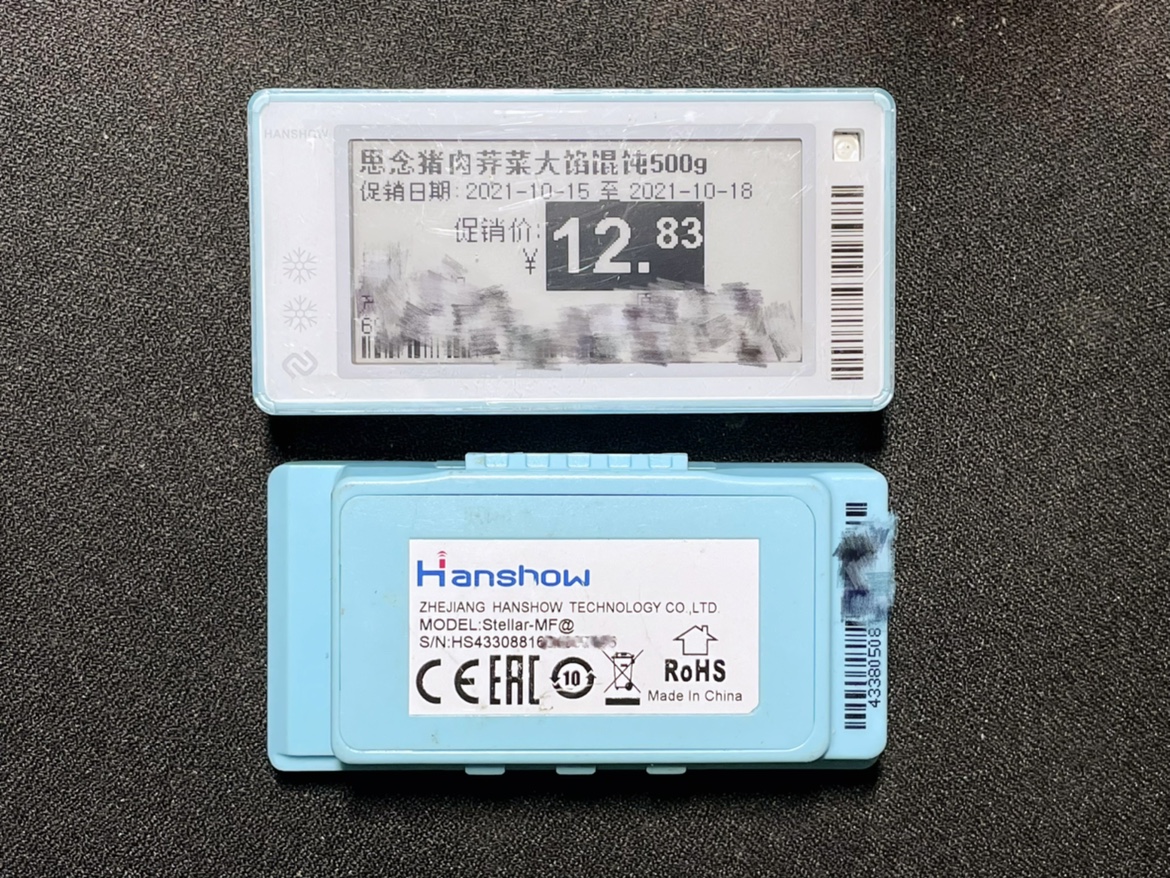 HANSHOW
思念猪肉荠菜大馅混饨500g
促销日期: 2021-10-15 至 2021-10-18
促销价:
¥ 12.83
产
6
Hanshow
ZHEJIANG HANSHOW TECHNOLOGY CO.,LTD.
MODEL:Stellar-MF@
S/N:HS43308816
CE EAC 10 RoHS
Made In China
43380508